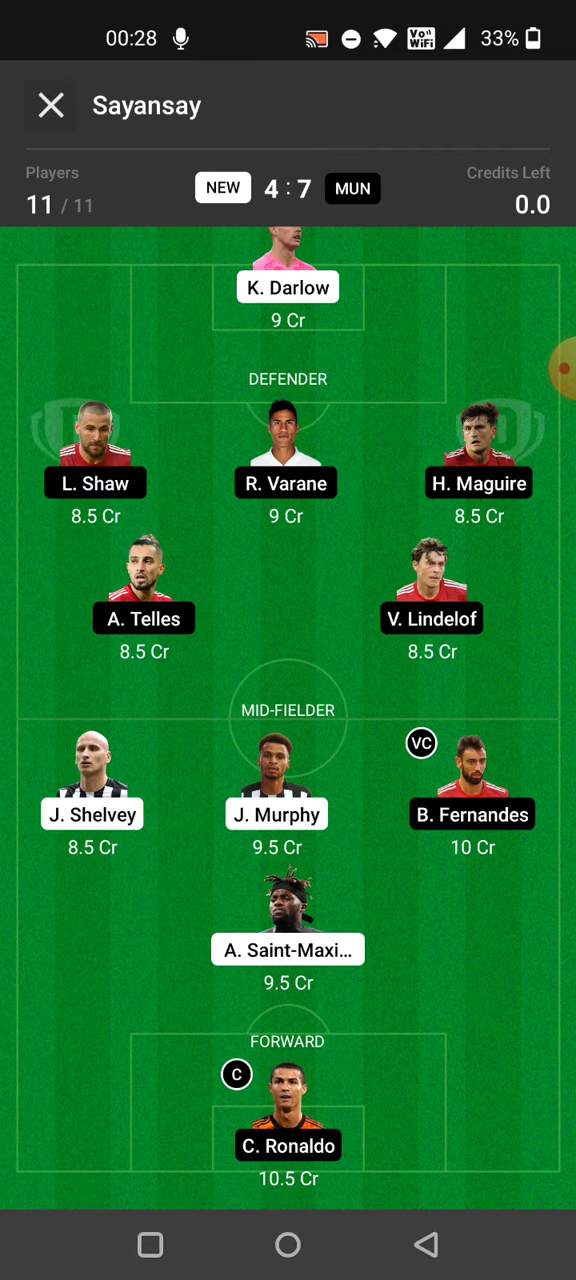 00:28
Vo))
WiFi
33%
Sayansay
Players
11 / 11
NEW 4 : 7 MUN
Credits Left
0.0
K. Darlow
9 Cr
DEFENDER
L. Shaw R. Varane H. Maguire
8.5 Cr 9 Cr 8.5 Cr
A. Telles V. Lindelof
8.5 Cr 8.5 Cr
MID-FIELDER
VC
J. Shelvey J. Murphy B. Fernandes
8.5 Cr 9.5 Cr 10 Cr
A. Saint-Maxi...
9.5 Cr
FORWARD
C
C. Ronaldo
10.5 Cr